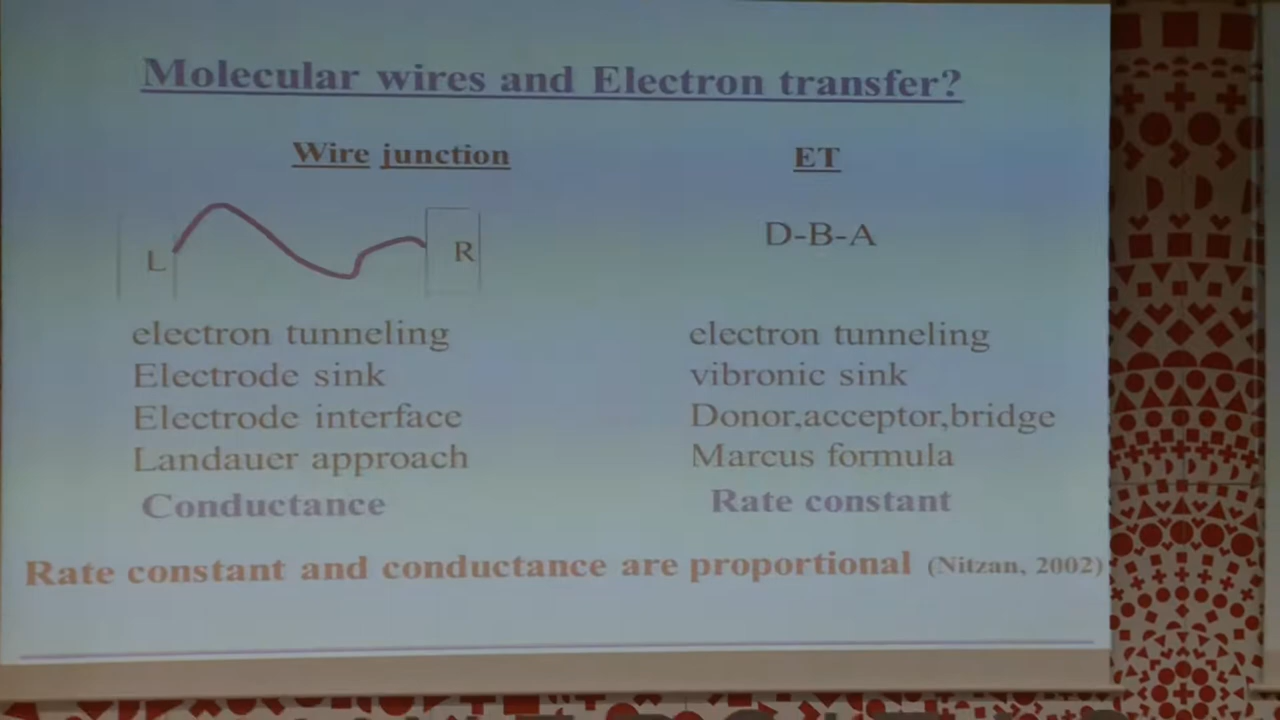 Molecular wires and Electron transfer?
Wire junction
ET
L
R
D-B-A
electron tunneling
Electrode sink
Electrode interface
Landauer approach
Conductance
electron tunneling
vibronic sink
Donor,acceptor,bridge
Marcus formula
Rate constant
Rate constant and conductance are proportional (Nitzan, 2002)